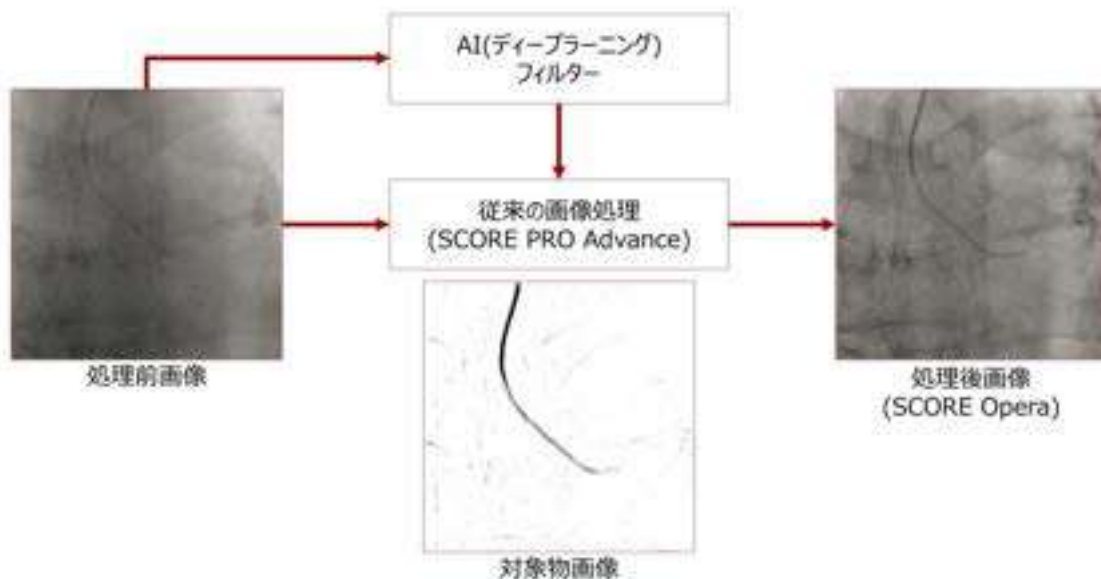 AI(ディープラーニング)
フィルター
従来の画像処理
(SCORE PRO Advance)
処理前画像
処理後画像
(SCORE Opera)
対象物画像